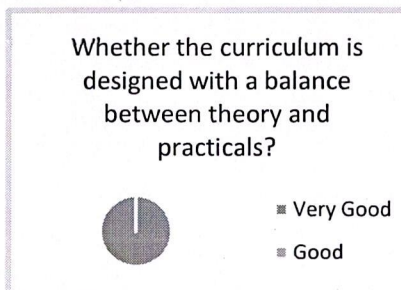 Whether the curriculum is
designed with a balance
between theory and
practicals?
Very Good
Good